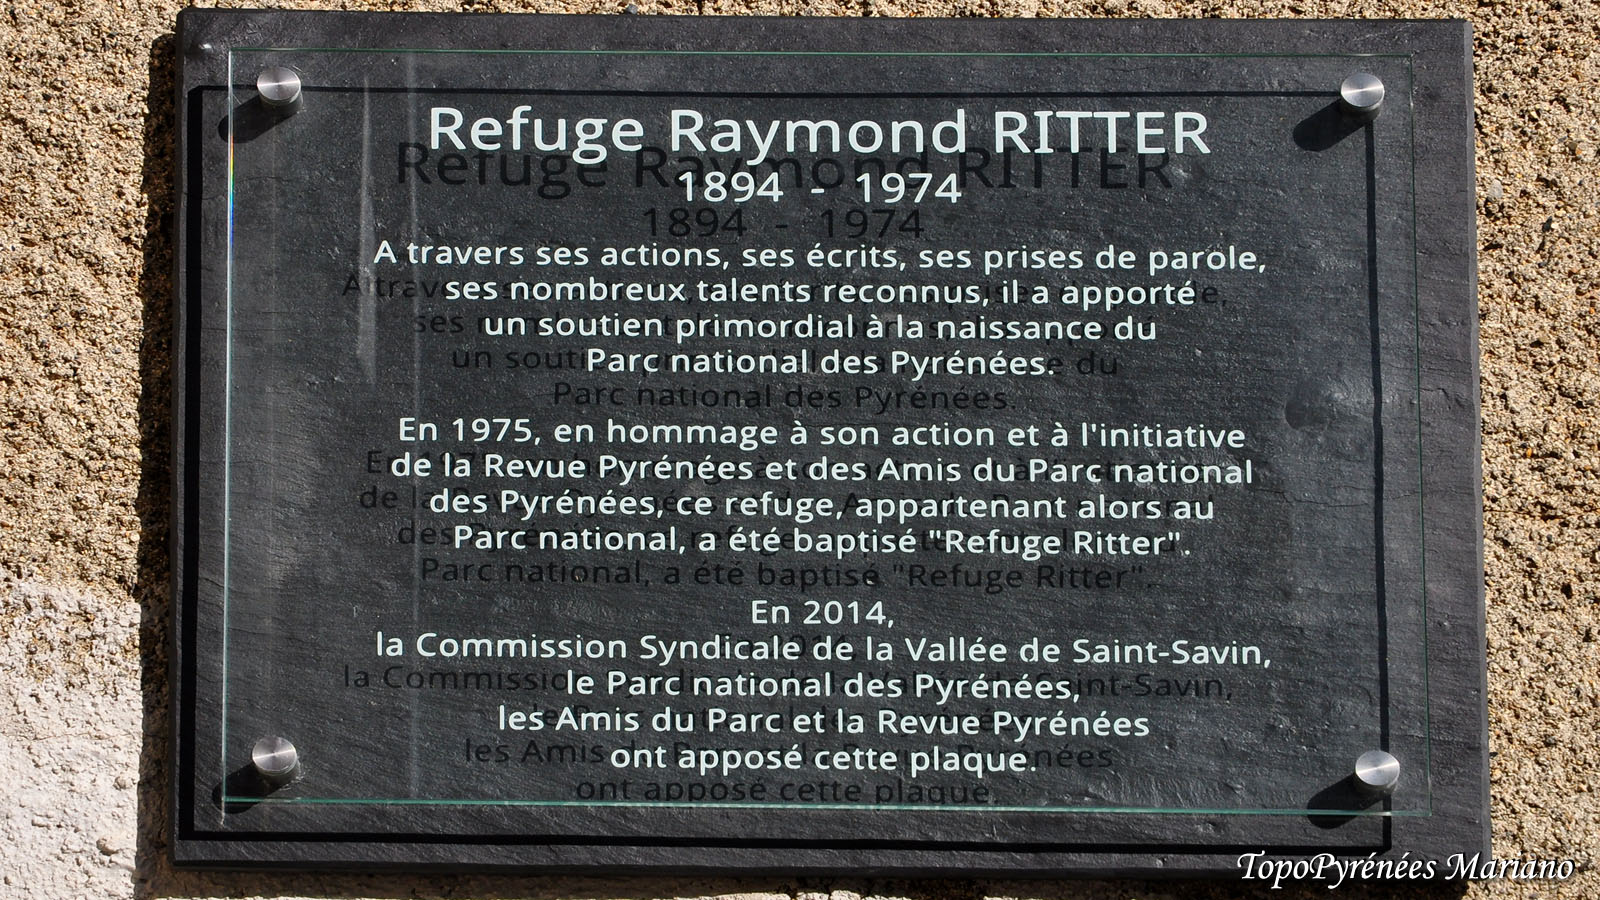 Refuge Raymond RITTER
1894 - 1974
A travers ses actions, ses écrits, ses prises de parole,
ses nombreux talents reconnus, il a apporté
un soutien primordial à la naissance du
Parc national des Pyrénées.
En 1975, en hommage à son action et à l'initiative
de la Revue Pyrénées et des Amis du Parc national
des Pyrénées, ce refuge, appartenant alors au
Parc national, a été baptisé "Refuge Ritter".
En 2014,
la Commission Syndicale de la Vallée de Saint-Savin,
le Parc national des Pyrénées,
les Amis du Parc et la Revue Pyrénées
ont apposé cette plaque.
TopoPyrénées Mariano